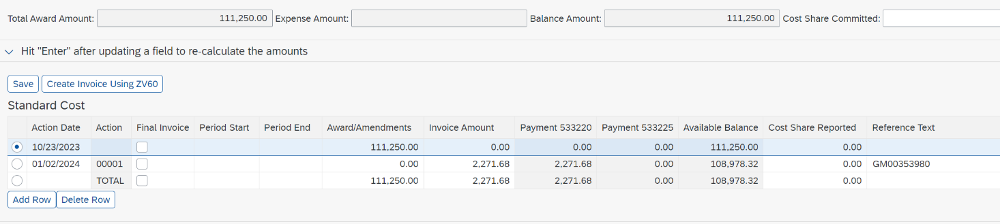 Total Award Amount: 111,250.00 Expense Amount: Balance Amount: 111,250.00 Cost Share Committed:
Hit "Enter" after updating a field to re-calculate the amounts
Save Create Invoice Using ZV60
Standard Cost
Action Date Action Final Invoice Period Start Period End Award/Amendments Invoice Amount Payment 533220 Payment 533225 Available Balance Cost Share Reported Reference Text
10/23/2023 111,250.00 0.00 0.00 0.00 111,250.00 0.00
01/02/2024 00001 0.00 2,271.68 2,271.68 0.00 108,978.32 0.00 GM00353980
TOTAL 111,250.00 2,271.68 2,271.68 0.00 108,978.32 0.00
Add Row Delete Row